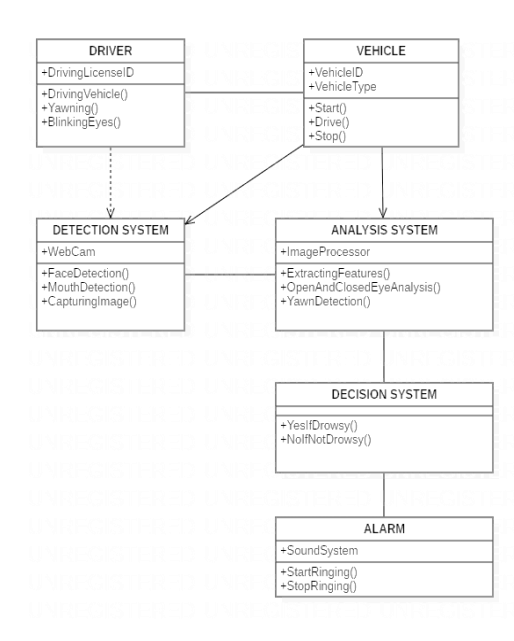 DRIVER
+DrivingLicenseID
+DrivingVehicle()
+Yawning()
+BlinkingEyes()
VEHICLE
+VehicleID
+VehicleType
+Start()
+Drive()
+Stop()
DETECTION SYSTEM
+WebCam
+FaceDetection()
+MouthDetection()
+CapturingImage()
ANALYSIS SYSTEM
+ImageProcessor
+ExtractingFeatures()
+OpenAndClosedEyeAnalysis()
+YawnDetection()
DECISION SYSTEM
+YesIfDrowsy()
+NoIfNotDrowsy()
ALARM
+SoundSystem
+StartRinging()
+StopRinging()